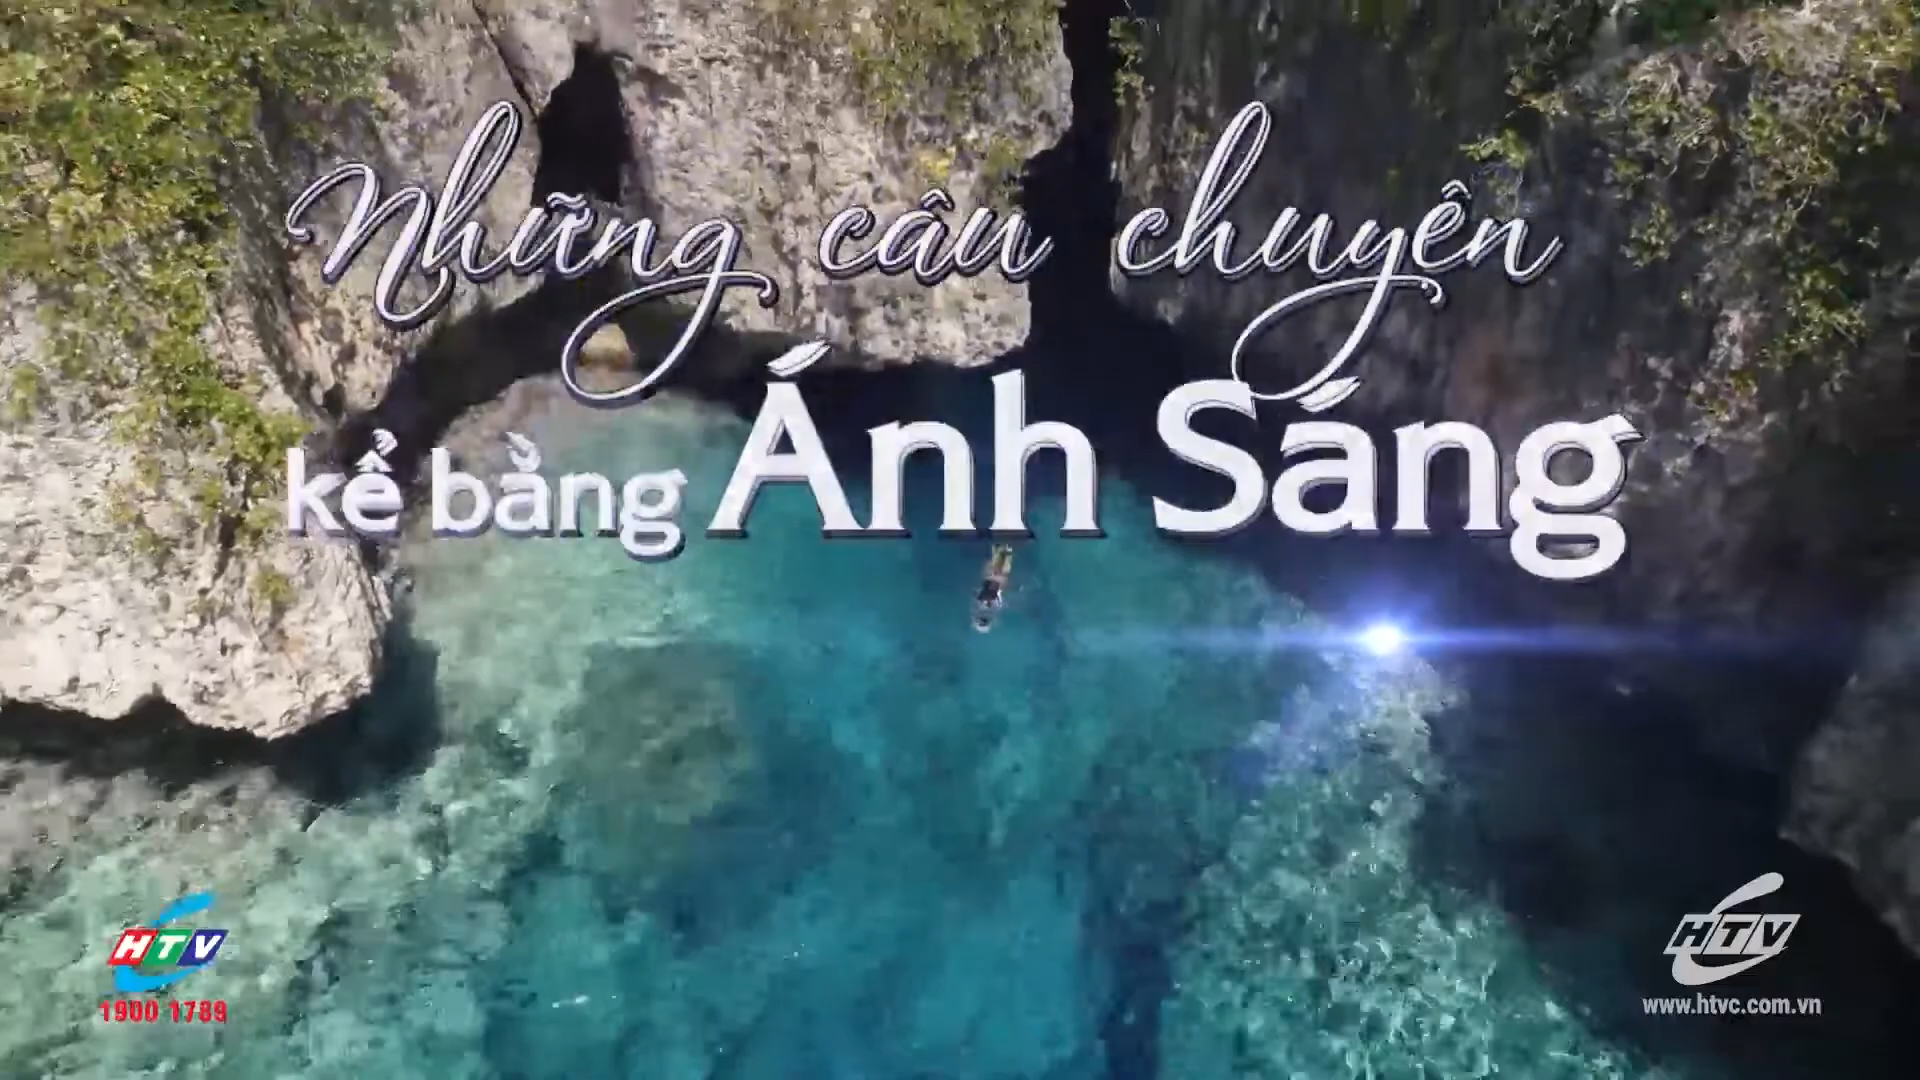 Những câu chuyện
kể bằng Ánh Sáng
HTV
1900 1789
HTV
www.htvc.com.vn